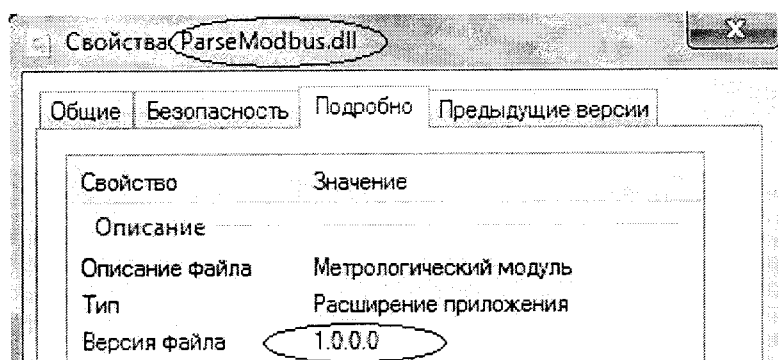 Свойства ParseModbus.dll
Общие Безопасность Подробно Предыдущие версии
Свойство Значение
Описание
Описание файла Метрологический модуль
Тип Расширение приложения
Версия файла 1.0.0.0